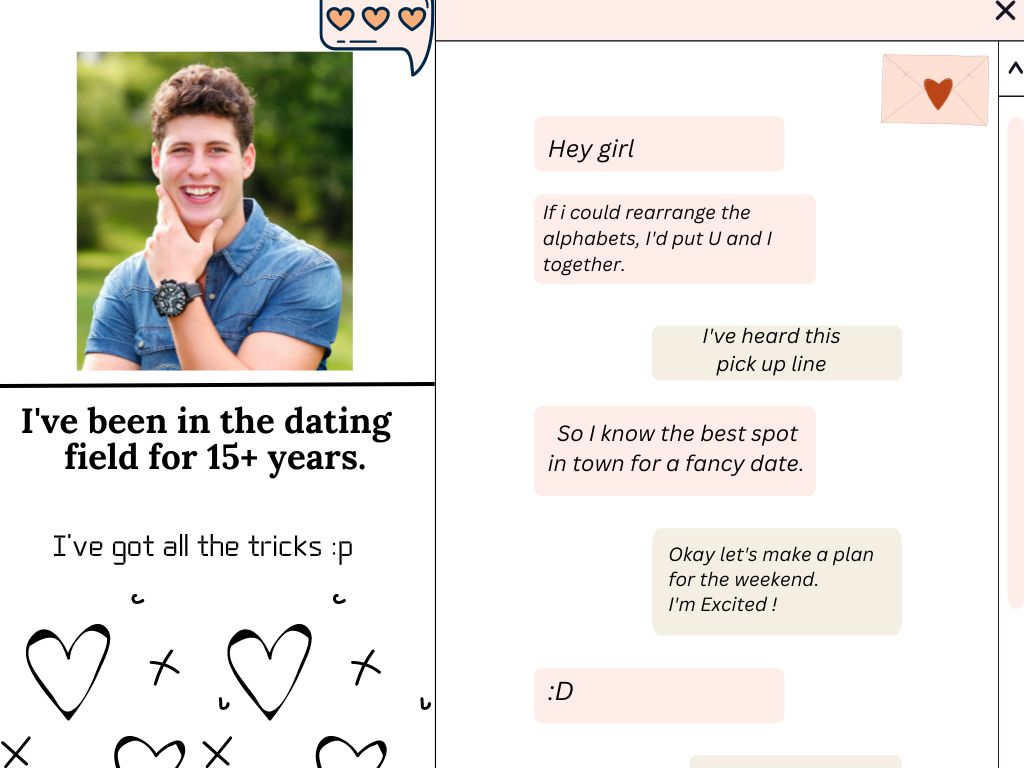 I've been in the dating
field for 15+ years.
I've got all the tricks :p
Hey girl
If i could rearrange the
alphabets, I'd put U and I
together.
I've heard this
pick up line
So I know the best spot
in town for a fancy date.
Okay let's make a plan
for the weekend.
I'm Excited !
:D